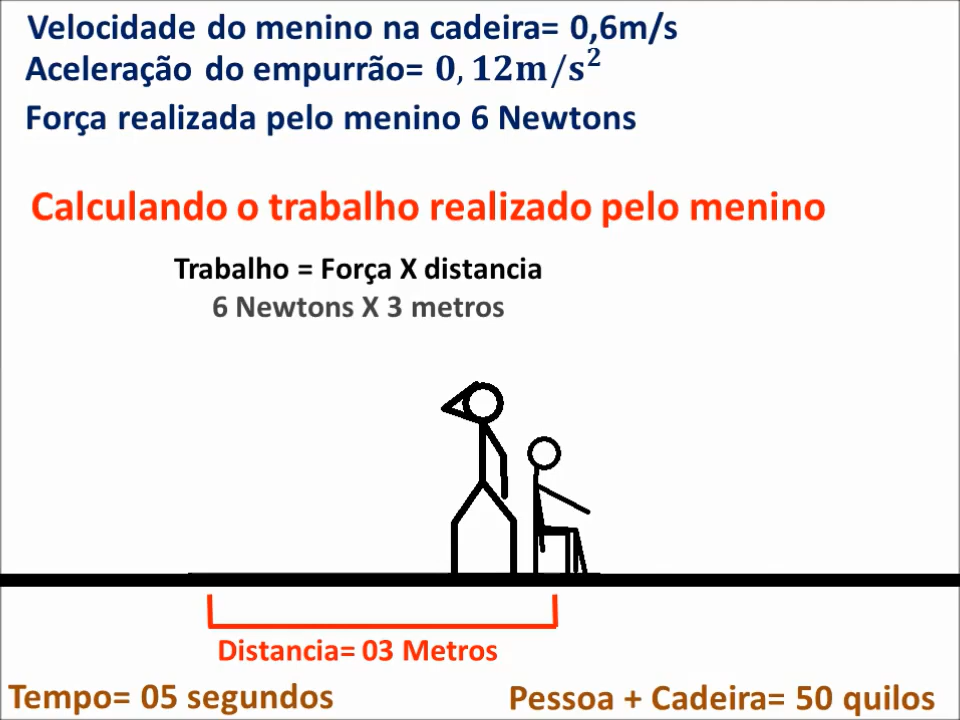 Velocidade do menino na cadeira= 0,6m/s
Aceleração do empurrão= 0,12m/s²
Força realizada pelo menino 6 Newtons
Calculando o trabalho realizado pelo menino
Trabalho = Força X distancia
6 Newtons X 3 metros
Distancia= 03 Metros
Tempo= 05 segundos
Pessoa + Cadeira= 50 quilos